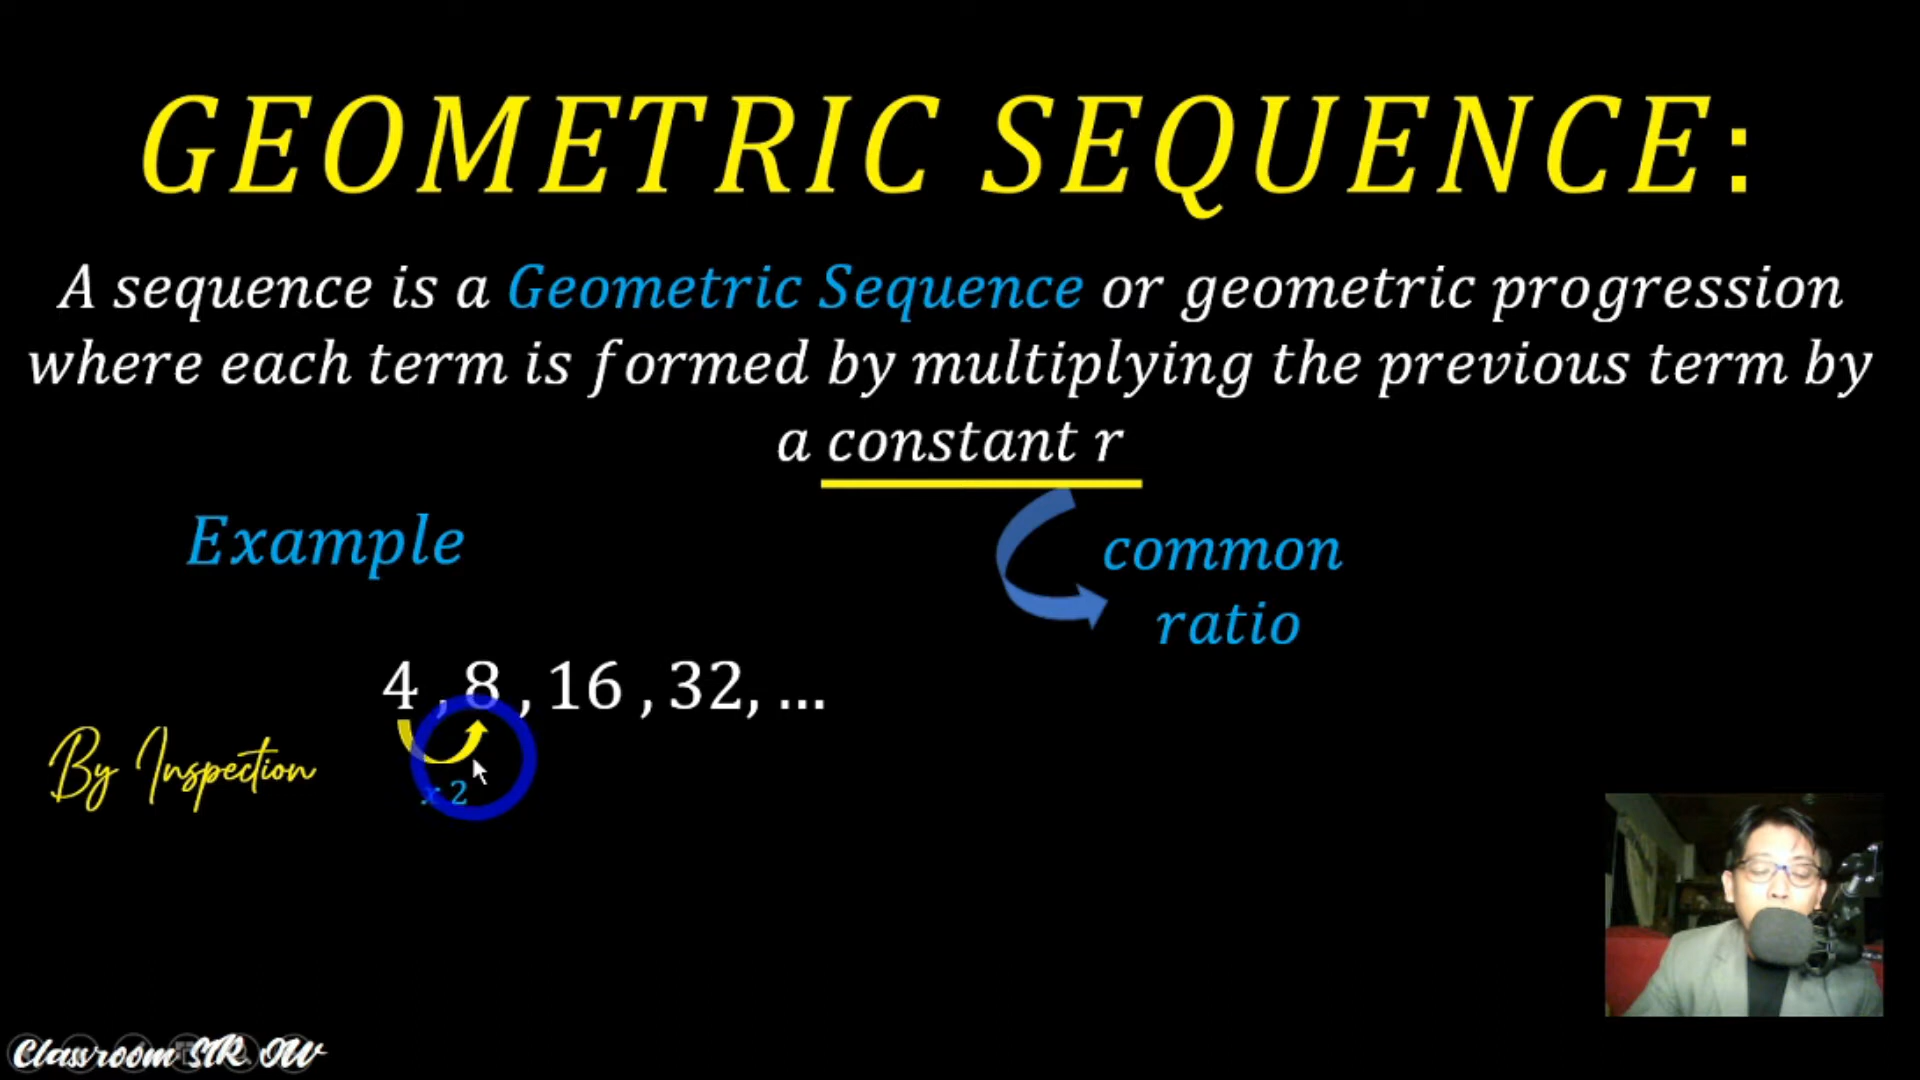 GEOMETRIC SEQUENCE:
A sequence is a Geometric Sequence or geometric progression
where each term is formed by multiplying the previous term by
a constant r
Example
common
ratio
4 , 8 , 16 , 32, ...
By Inspection
x 2
Classroom SIR OW